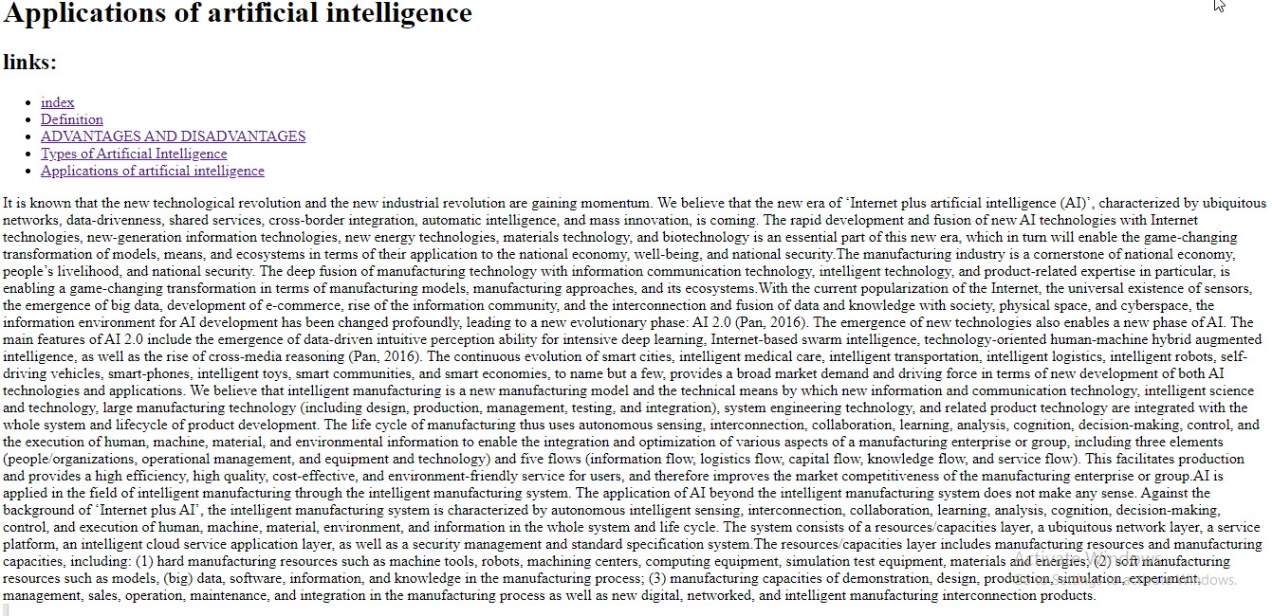 Applications of artificial intelligence
links:
index
Definition
ADVANTAGES AND DISADVANTAGES
Types of Artificial Intelligence
Applications of artificial intelligence
It is known that the new technological revolution and the new industrial revolution are gaining momentum. We believe that the new era of ‘Internet plus artificial intelligence (AI)’, characterized by ubiquitous
networks, data-drivenness, shared services, cross-border integration, automatic intelligence, and mass innovation, is coming. The rapid development and fusion of new AI technologies with Internet
technologies, new-generation information technologies, new energy technologies, materials technology, and biotechnology is an essential part of this new era, which in turn will enable the game-changing
transformation of models, means, and ecosystems in terms of their application to the national economy, well-being, and national security.The manufacturing industry is a cornerstone of national economy,
people’s livelihood, and national security. The deep fusion of manufacturing technology with information communication technology, intelligent technology, and product-related expertise in particular, is
enabling a game-changing transformation in terms of manufacturing models, manufacturing approaches, and its ecosystems.With the current popularization of the Internet, the universal existence of sensors,
the emergence of big data, development of e-commerce, rise of the information community, and the interconnection and fusion of data and knowledge with society, physical space, and cyberspace, the
information environment for AI development has been changed profoundly, leading to a new evolutionary phase: AI 2.0 (Pan, 2016). The emergence of new technologies also enables a new phase of AI. The
main features of AI 2.0 include the emergence of data-driven intuitive perception ability for intensive deep learning, Internet-based swarm intelligence, technology-oriented human-machine hybrid augmented
intelligence, as well as the rise of cross-media reasoning (Pan, 2016). The continuous evolution of smart cities, intelligent medical care, intelligent transportation, intelligent logistics, intelligent robots, self-
driving vehicles, smart-phones, intelligent toys, smart communities, and smart economies, to name but a few, provides a broad market demand and driving force in terms of new development of both AI
technologies and applications. We believe that intelligent manufacturing is a new manufacturing model and the technical means by which new information and communication technology, intelligent science
and technology, large manufacturing technology (including design, production, management, testing, and integration), system engineering technology, and related product technology are integrated with the
whole system and lifecycle of product development. The life cycle of manufacturing thus uses autonomous sensing, interconnection, collaboration, learning, analysis, cognition, decision-making, control, and
the execution of human, machine, material, and environmental information to enable the integration and optimization of various aspects of a manufacturing enterprise or group, including three elements
(people/organizations, operational management, and equipment and technology) and five flows (information flow, logistics flow, capital flow, knowledge flow, and service flow). This facilitates production
and provides a high efficiency, high quality, cost-effective, and environment-friendly service for users, and therefore improves the market competitiveness of the manufacturing enterprise or group.AI is
applied in the field of intelligent manufacturing through the intelligent manufacturing system. The application of AI beyond the intelligent manufacturing system does not make any sense. Against the
background of ‘Internet plus AI’, the intelligent manufacturing system is characterized by autonomous intelligent sensing, interconnection, collaboration, learning, analysis, cognition, decision-making,
control, and execution of human, machine, material, environment, and information in the whole system and life cycle. The system consists of a resources/capacities layer, a ubiquitous network layer, a service
platform, an intelligent cloud service application layer, as well as a security management and standard specification system.The resources/capacities layer includes manufacturing resources and manufacturing
capacities, including: (1) hard manufacturing resources such as machine tools, robots, machining centers, computing equipment, simulation test equipment, materials and energies; (2) soft manufacturing
resources such as models, (big) data, software, information, and knowledge in the manufacturing process; (3) manufacturing capacities of demonstration, design, production, simulation, experiment,
management, sales, operation, maintenance, and integration in the manufacturing process as well as new digital, networked, and intelligent manufacturing interconnection products.
Activate Windows
Go to Settings to activate Windows.